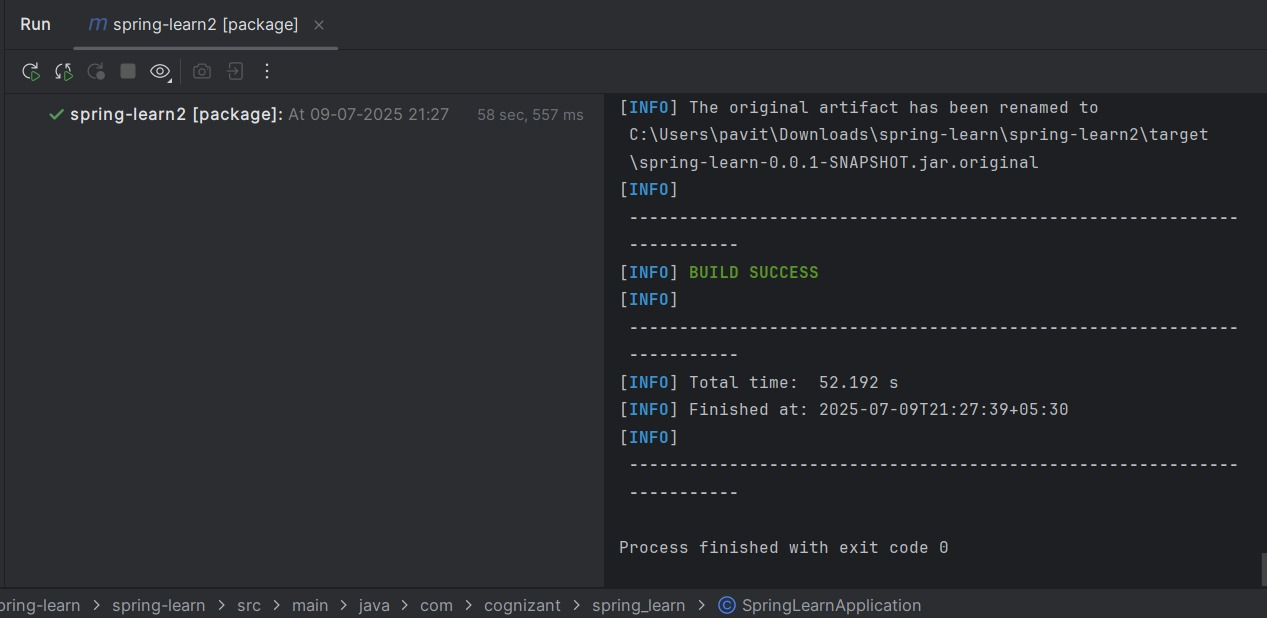 Run
m spring-learn2 [package] ×
spring-learn2 [package]: At 09-07-2025 21:27 58 sec, 557 ms
[INFO] The original artifact has been renamed to
C:\Users\pavit\Downloads\spring-learn\spring-learn2\target
\spring-learn-0.0.1-SNAPSHOT.jar.original
[INFO]
-------------------------------------------------------------
-----------
[INFO] BUILD SUCCESS
[INFO]
-------------------------------------------------------------
-----------
[INFO] Total time:  52.192 s
[INFO] Finished at: 2025-07-09T21:27:39+05:30
[INFO]
-------------------------------------------------------------
-----------
Process finished with exit code 0
pring-learn > spring-learn > src > main > java > com > cognizant > spring_learn > C SpringLearnApplication